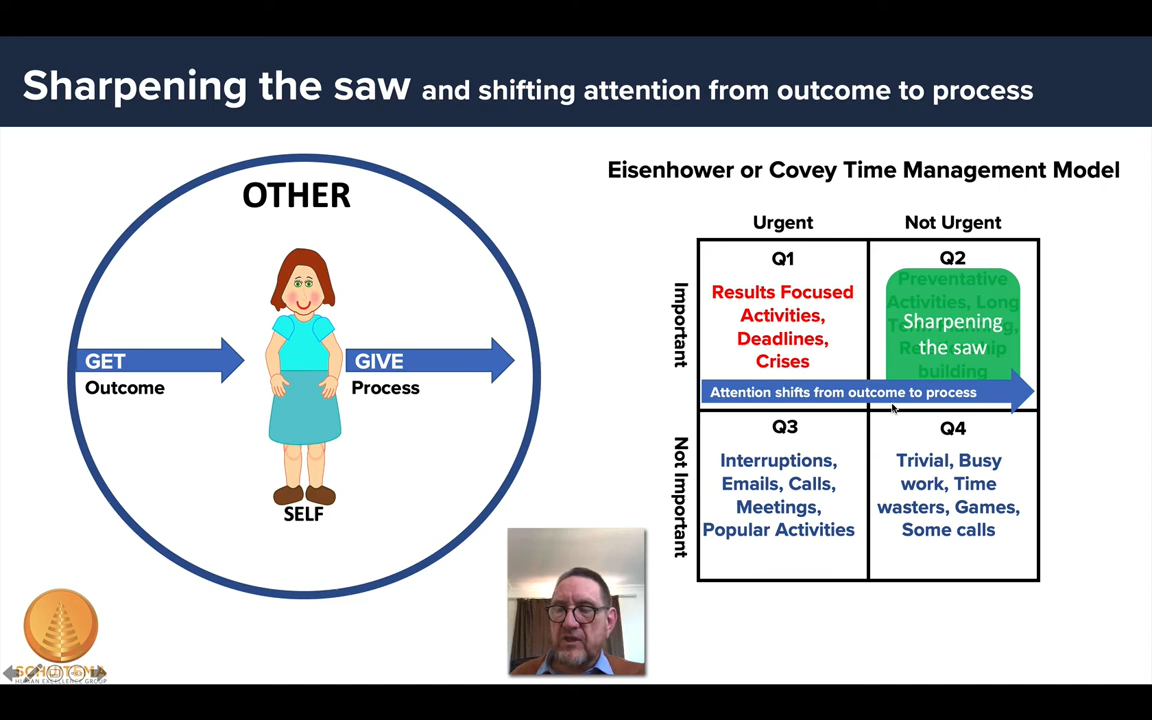 Sharpening the saw and shifting attention from outcome to process
OTHER
GET
Outcome
GIVE
Process
SELF
Eisenhower or Covey Time Management Model
Urgent
Not Urgent
Important
Not Important
Q1
Results Focused
Activities,
Deadlines,
Crises
Q2
Preventative
Activities, Long
Sharpening
the saw
building
Attention shifts from outcome to process
Q3
Interruptions,
Emails, Calls,
Meetings,
Popular Activities
Q4
Trivial, Busy
work, Time
wasters, Games,
Some calls
HUMAN EXCELLENCE GROUP